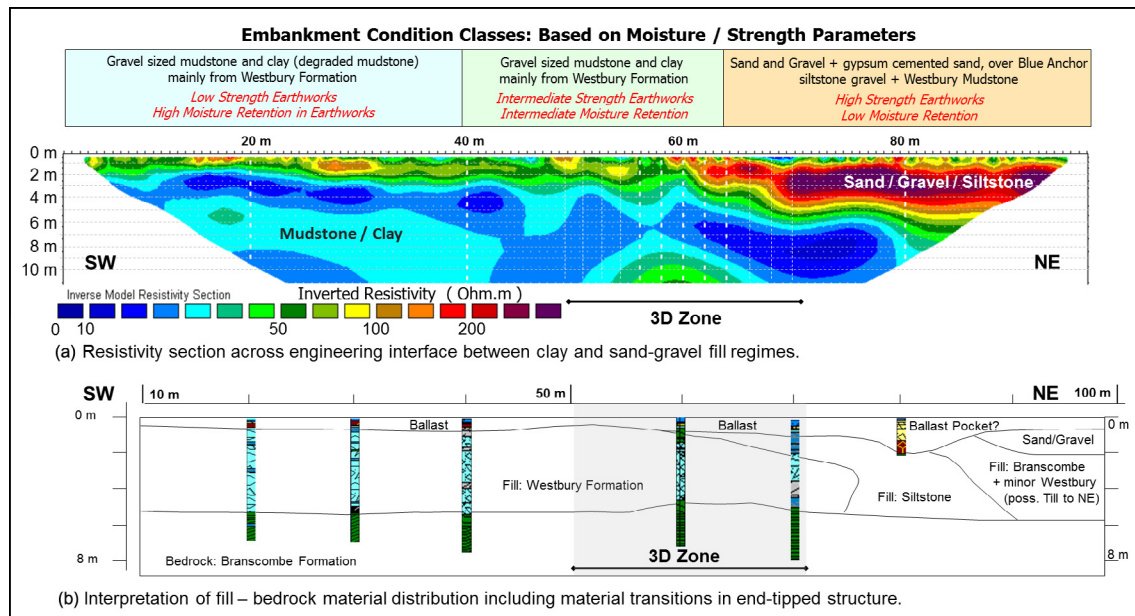 Embankment Condition Classes: Based on Moisture / Strength Parameters
Gravel sized mudstone and clay (degraded mudstone)
mainly from Westbury Formation
Low Strength Earthworks
High Moisture Retention in Earthworks
Gravel sized mudstone and clay
mainly from Westbury Formation
Intermediate Strength Earthworks
Intermediate Moisture Retention
Sand and Gravel + gypsum cemented sand, over Blue Anchor
siltstone gravel + Westbury Mudstone
High Strength Earthworks
Low Moisture Retention
20 m 40 m 60 m 80 m
0 m
2 m
4 m
6 m
8 m
10 m
Sand / Gravel / Siltstone
Mudstone / Clay
SW NE
Inverse Model Resistivity Section
Inverted Resistivity ( Ohm.m )
0 10 50 100 200
3D Zone
(a) Resistivity section across engineering interface between clay and sand-gravel fill regimes.
SW NE
10 m 50 m 100 m
0 m 0 m
Ballast Ballast Ballast Pocket?
Sand/Gravel
Fill: Westbury Formation
Fill: Siltstone
Fill: Branscombe
+ minor Westbury
(poss. Till to NE)
8 m 8 m
Bedrock: Branscombe Formation
3D Zone
(b) Interpretation of fill – bedrock material distribution including material transitions in end-tipped structure.